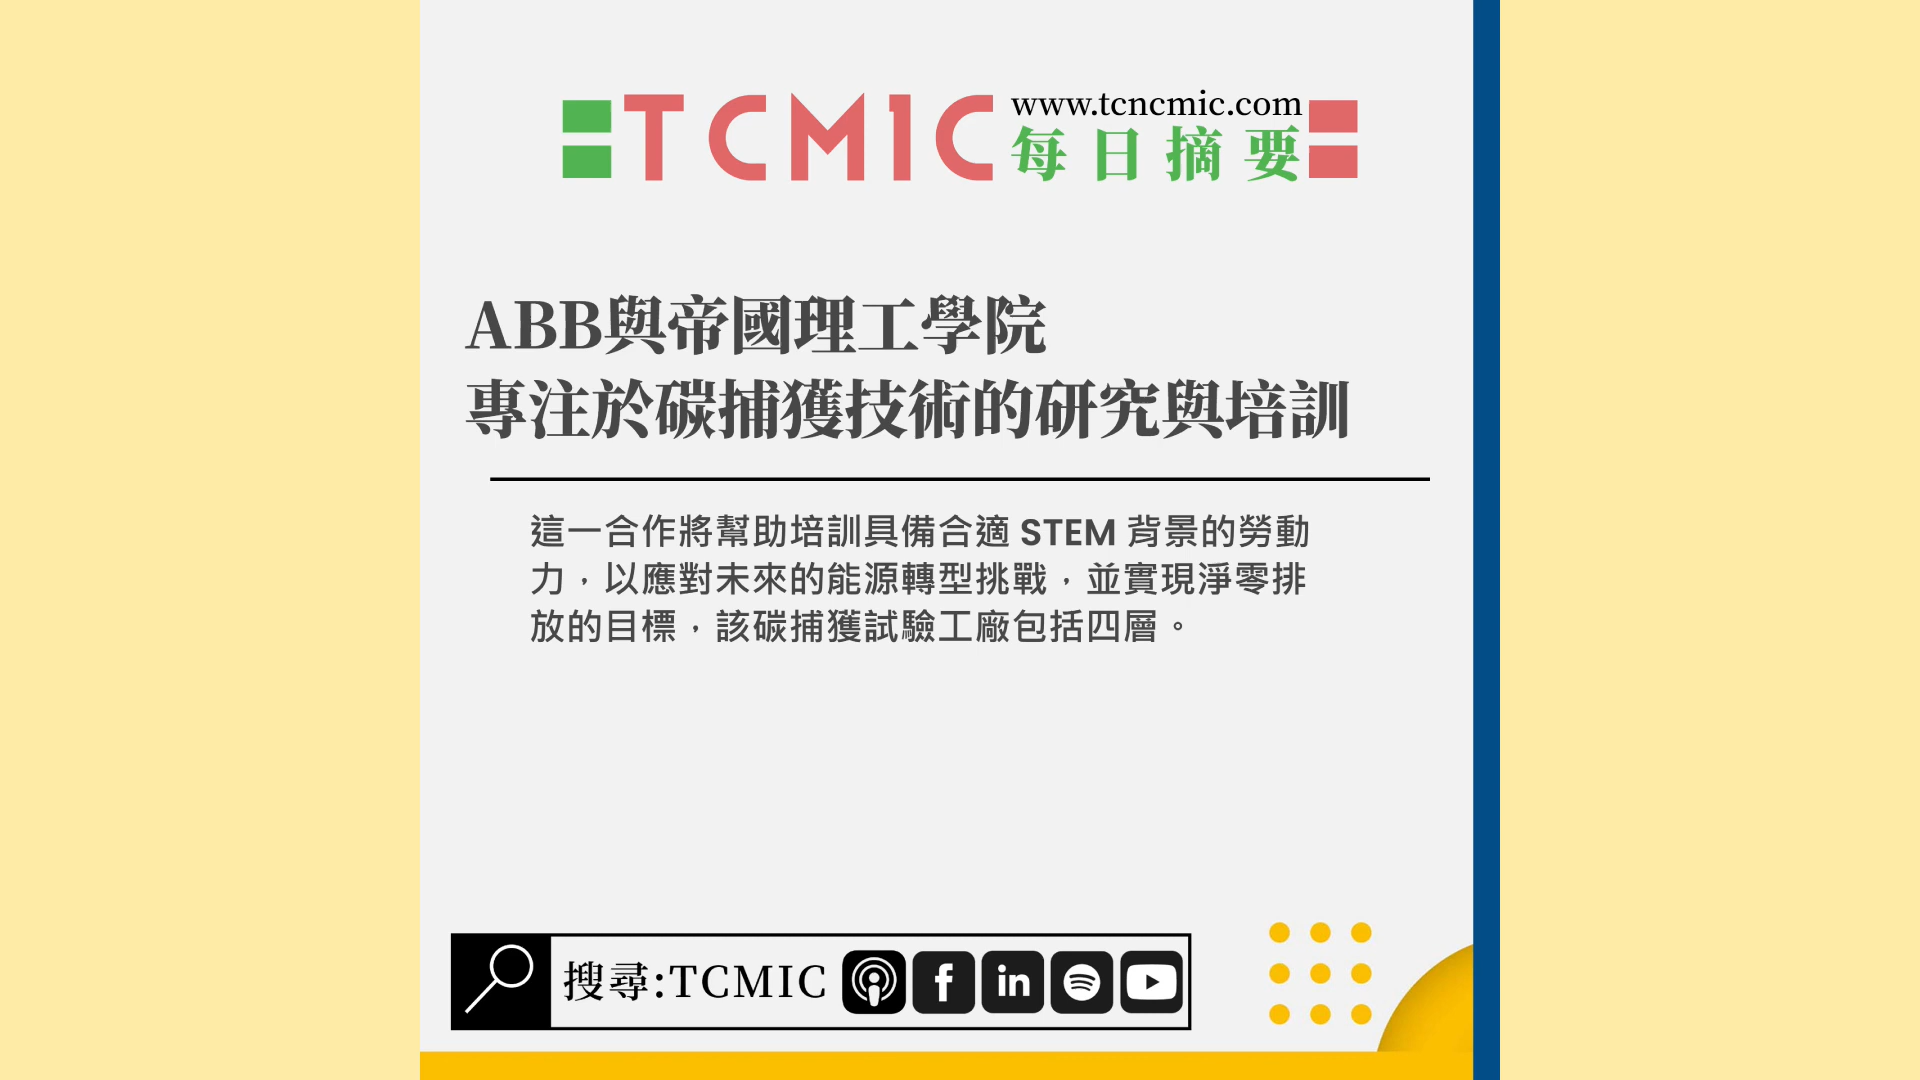 TCMIC
www.tcncmic.com
每日摘要
ABB與帝國理工學院
專注於碳捕獲技術的研究與培訓
這一合作將幫助培訓具備合適 STEM 背景的勞動
力，以應對未來的能源轉型挑戰，並實現淨零排
放的目標，該碳捕獲試驗工廠包括四層。
搜尋:TCMIC